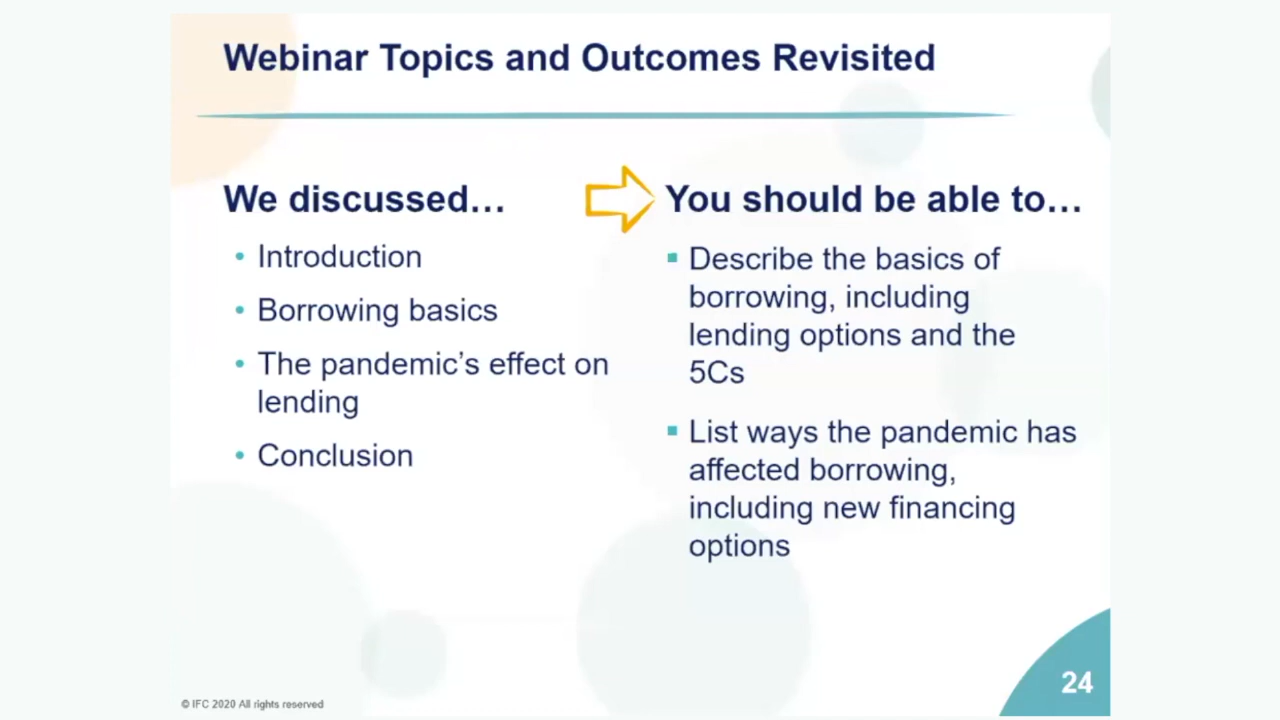 Webinar Topics and Outcomes Revisited
We discussed…
• Introduction
• Borrowing basics
• The pandemic’s effect on
lending
• Conclusion
You should be able to…
▪ Describe the basics of
borrowing, including
lending options and the
5Cs
▪ List ways the pandemic has
affected borrowing,
including new financing
options
© IFC 2020 All rights reserved
24